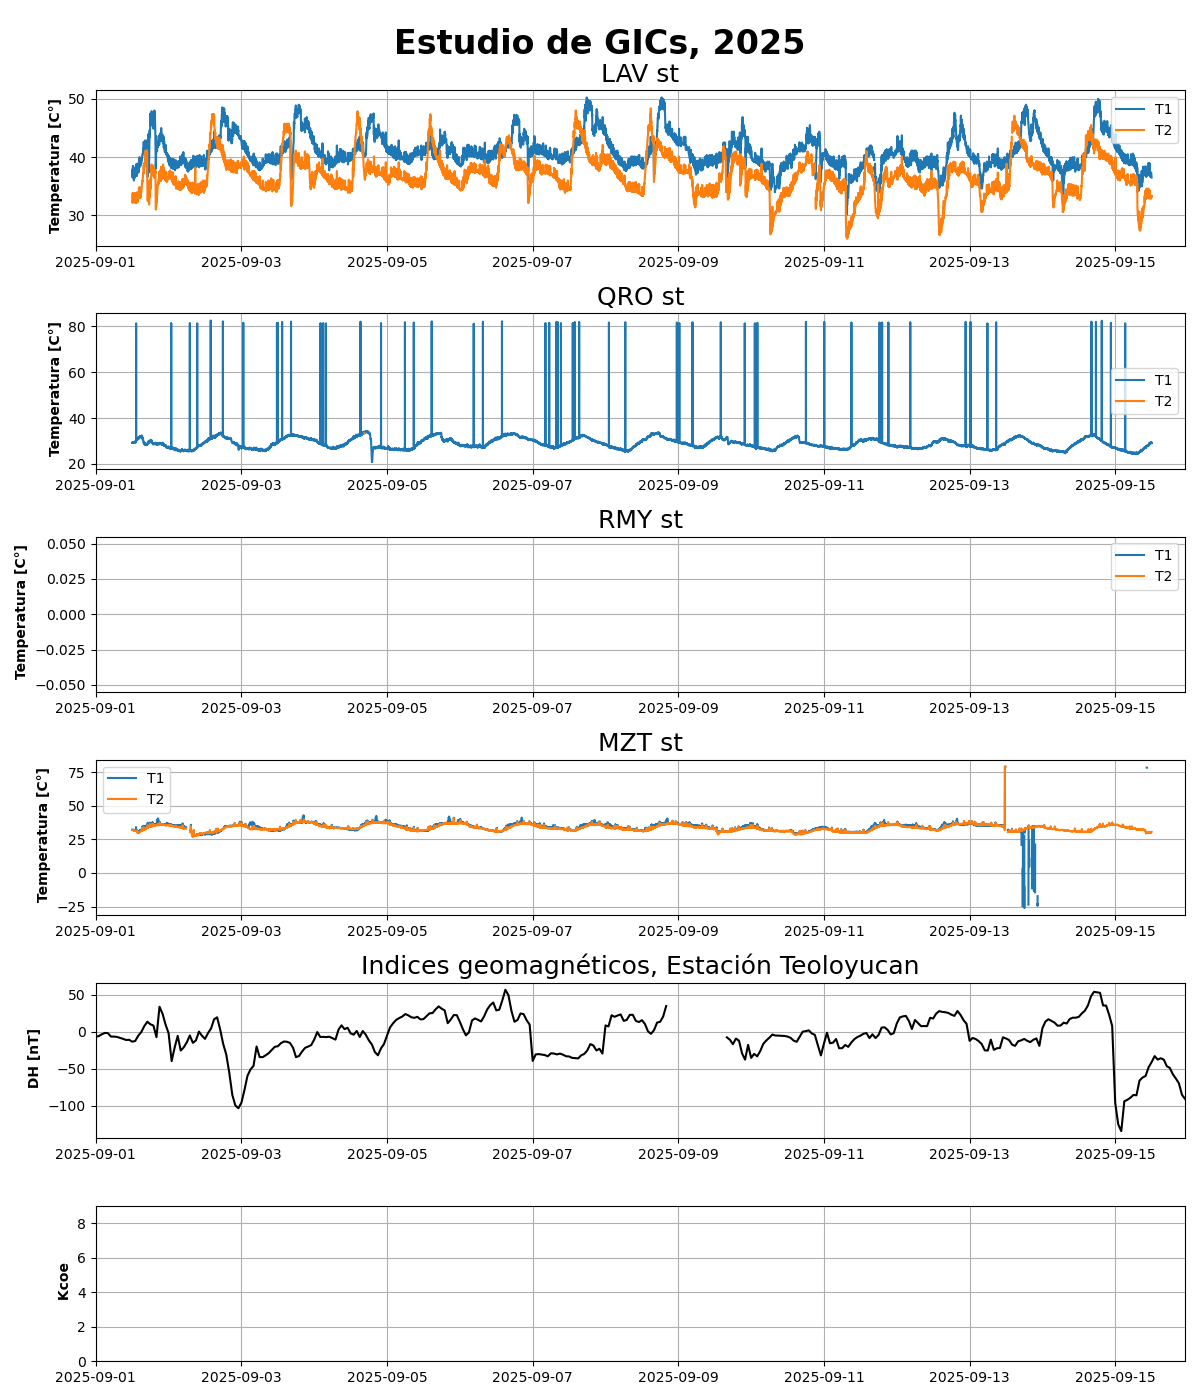 Estudio de GICs, 2025
LAV st
Temperatura [C°]
50
40
30
T1
T2
2025-09-01 2025-09-03 2025-09-05 2025-09-07 2025-09-09 2025-09-11 2025-09-13 2025-09-15
QRO st
Temperatura [C°]
80
60
40
20
T1
T2
2025-09-01 2025-09-03 2025-09-05 2025-09-07 2025-09-09 2025-09-11 2025-09-13 2025-09-15
RMY st
Temperatura [C°]
0.050
0.025
0.000
−0.025
−0.050
T1
T2
2025-09-01 2025-09-03 2025-09-05 2025-09-07 2025-09-09 2025-09-11 2025-09-13 2025-09-15
MZT st
Temperatura [C°]
75
50
25
0
−25
T1
T2
2025-09-01 2025-09-03 2025-09-05 2025-09-07 2025-09-09 2025-09-11 2025-09-13 2025-09-15
Indices geomagnéticos, Estación Teoloyucan
DH [nT]
50
0
−50
−100
2025-09-01 2025-09-03 2025-09-05 2025-09-07 2025-09-09 2025-09-11 2025-09-13 2025-09-15
Kcoe
8
6
4
2
0
2025-09-01 2025-09-03 2025-09-05 2025-09-07 2025-09-09 2025-09-11 2025-09-13 2025-09-15